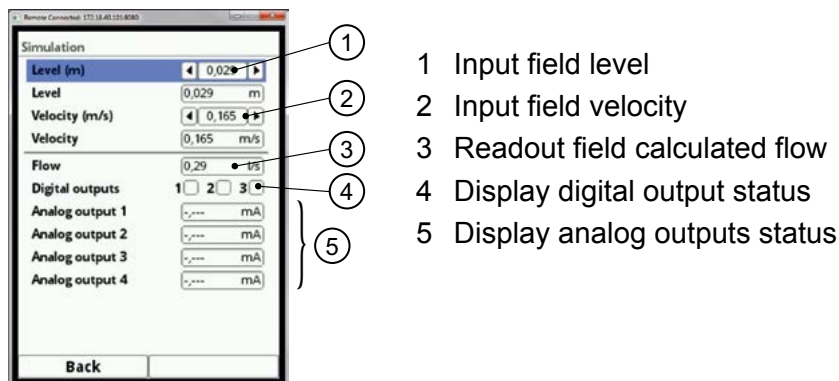 Remote Connected: 172.16.40.101:8080
Simulation
Level (m) 0,029
Level 0,029 m
Velocity (m/s) 0,165
Velocity 0,165 m/s
Flow 0,29 l/s
Digital outputs 1 2 3
Analog output 1 -,--- mA
Analog output 2 -,--- mA
Analog output 3 -,--- mA
Analog output 4 -,--- mA
Back
1
2
3
4
5
1 Input field level
2 Input field velocity
3 Readout field calculated flow
4 Display digital output status
5 Display analog outputs status